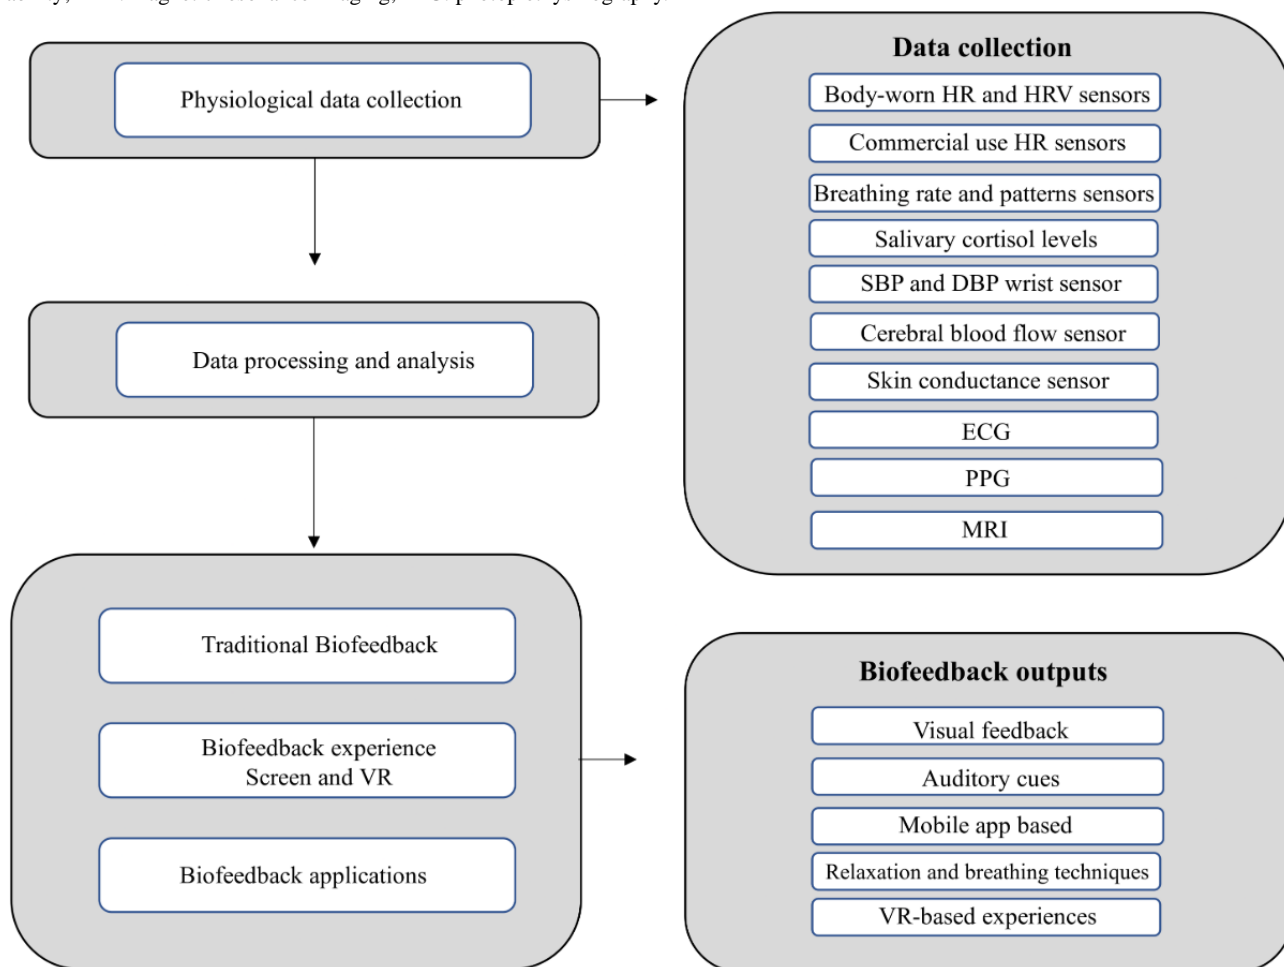 Physiological data collection
Data processing and analysis
Traditional Biofeedback
Biofeedback experience
Screen and VR
Biofeedback applications
Data collection
Body-worn HR and HRV sensors
Commercial use HR sensors
Breathing rate and patterns sensors
Salivary cortisol levels
SBP and DBP wrist sensor
Cerebral blood flow sensor
Skin conductance sensor
ECG
PPG
MRI
Biofeedback outputs
Visual feedback
Auditory cues
Mobile app based
Relaxation and breathing techniques
VR-based experiences